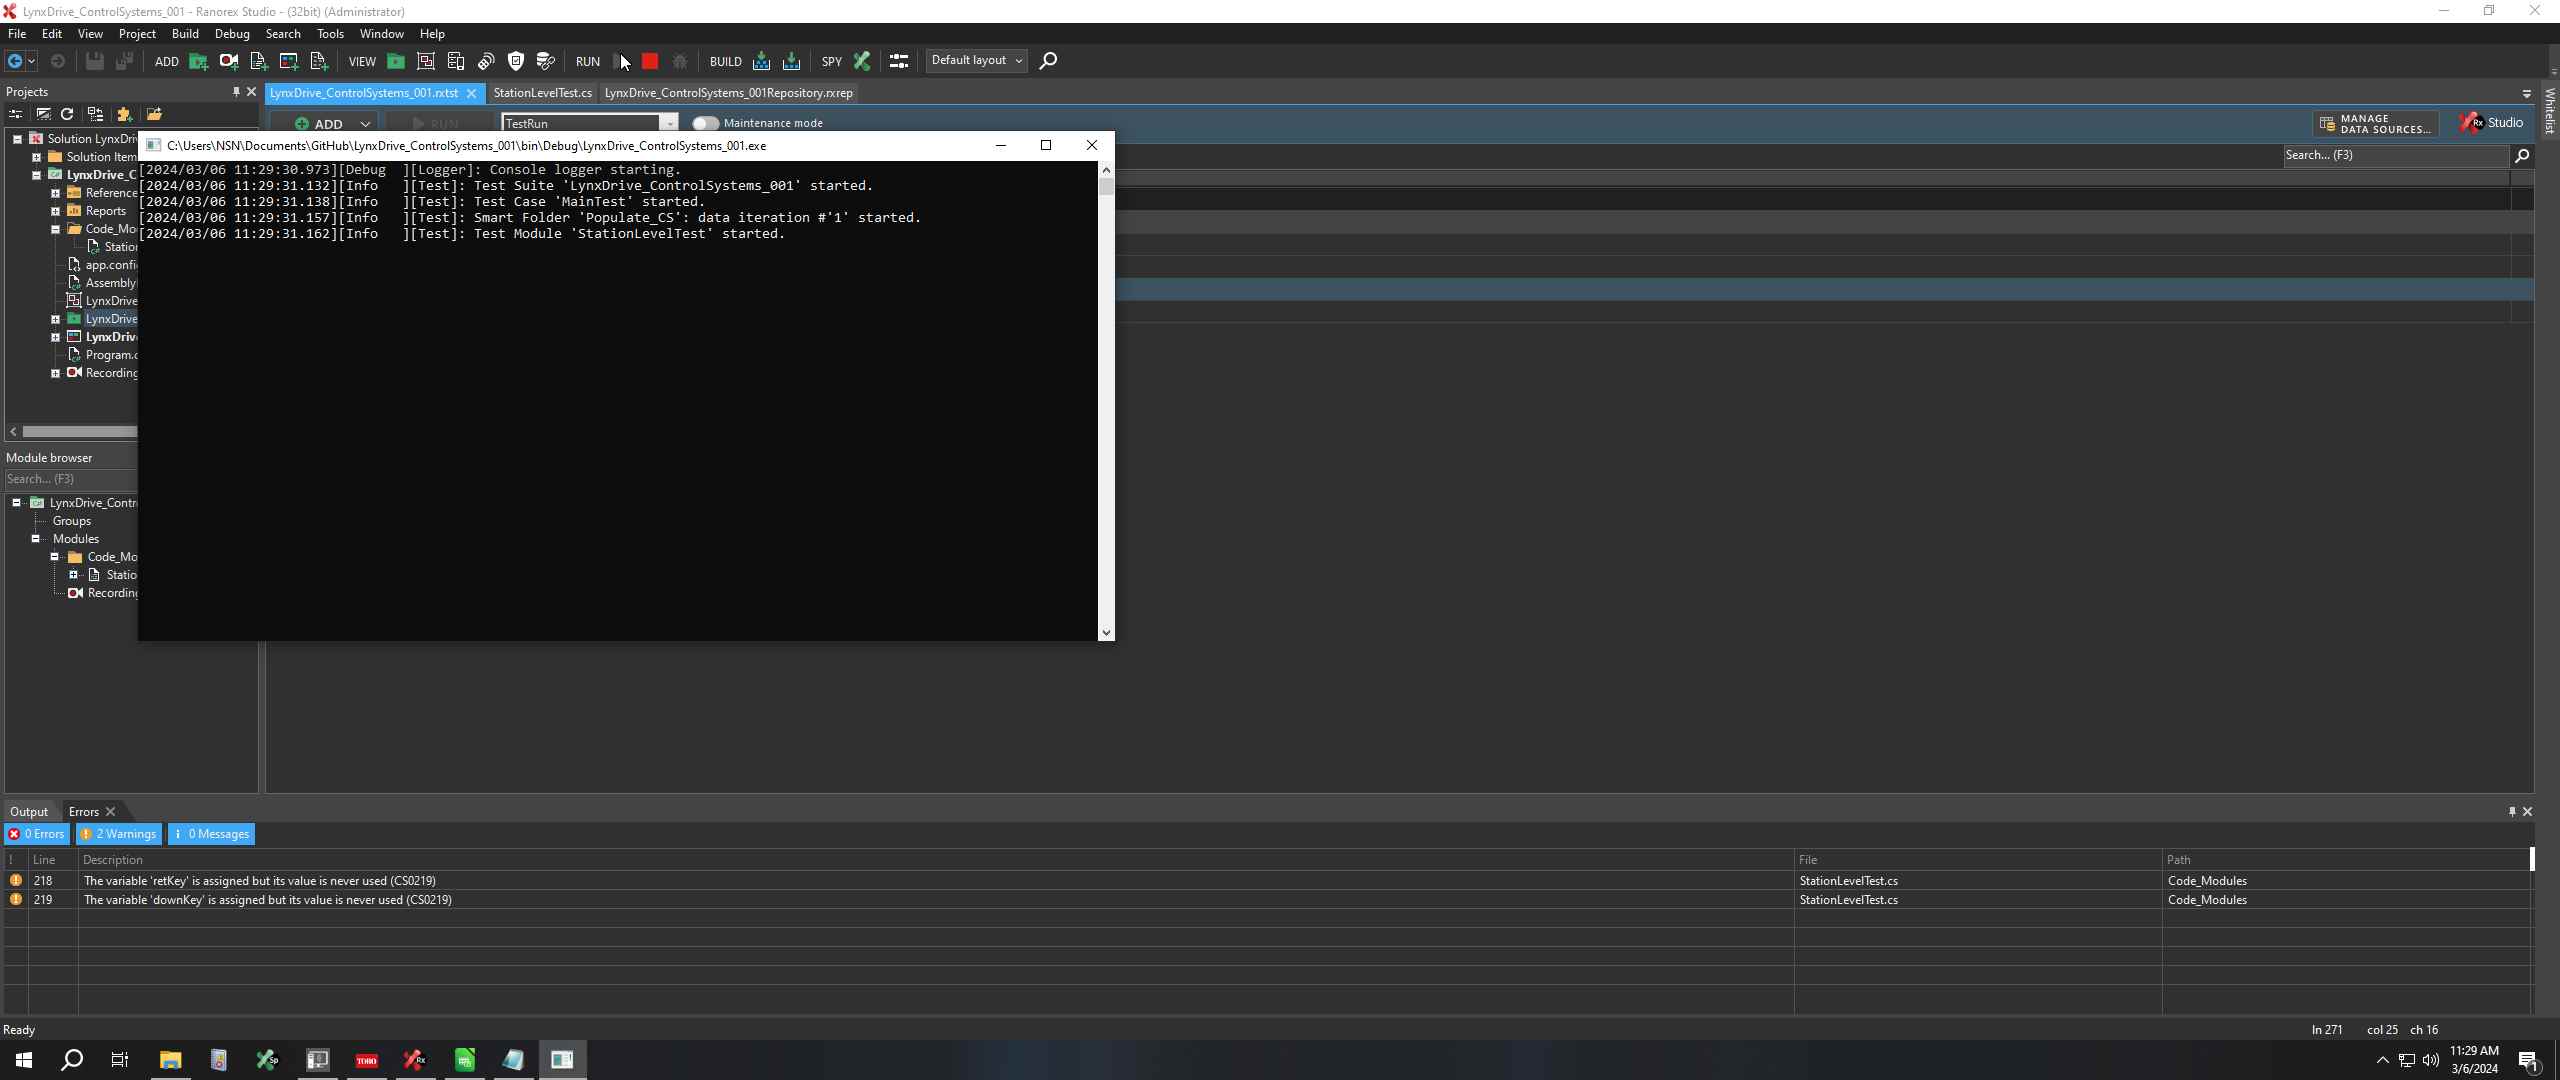 LynxDrive_ControlSystems_001 - Ranorex Studio - (32bit) (Administrator)
File Edit View Project Build Debug Search Tools Window Help
ADD VIEW RUN BUILD SPY Default layout
Projects
LynxDrive_ControlSystems_001.rxtst StationLevelTest.cs LynxDrive_ControlSystems_001Repository.rxrep
ADD RUN TestRun Maintenance mode
MANAGE
DATA SOURCES...
Rx Studio
Whitelist
Search... (F3)
Solution LynxDriv
Solution Item
LynxDrive_C
Reference
Reports
Code_Mo
Station
app.confi
Assembly
LynxDrive
LynxDrive
LynxDriv
Program.c
Recording
C:\Users\NSN\Documents\GitHub\LynxDrive_ControlSystems_001\bin\Debug\LynxDrive_ControlSystems_001.exe
[2024/03/06 11:29:30.973][Debug  ][Logger]: Console logger starting.
[2024/03/06 11:29:31.132][Info   ][Test]: Test Suite 'LynxDrive_ControlSystems_001' started.
[2024/03/06 11:29:31.138][Info   ][Test]: Test Case 'MainTest' started.
[2024/03/06 11:29:31.157][Info   ][Test]: Smart Folder 'Populate_CS': data iteration #'1' started.
[2024/03/06 11:29:31.162][Info   ][Test]: Test Module 'StationLevelTest' started.
Module browser
Search... (F3)
LynxDrive_Contr
Groups
Modules
Code_Mo
Statio
Recording
Output Errors
0 Errors 2 Warnings 0 Messages
! Line Description File Path
218 The variable 'retKey' is assigned but its value is never used (CS0219) StationLevelTest.cs Code_Modules
219 The variable 'downKey' is assigned but its value is never used (CS0219) StationLevelTest.cs Code_Modules
Ready ln 271 col 25 ch 16
Sp TORO Rx
11:29 AM
3/6/2024
1